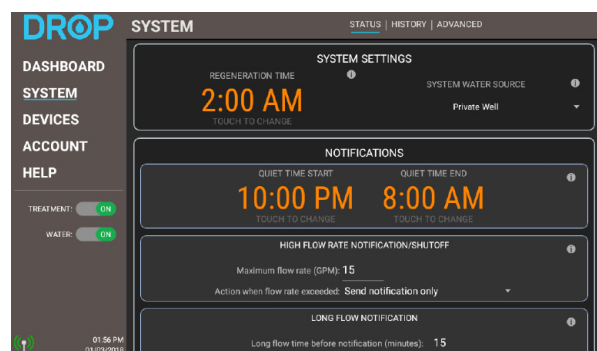 DROP
SYSTEM
STATUS | HISTORY | ADVANCED
DASHBOARD
SYSTEM
DEVICES
ACCOUNT
HELP
TREATMENT: ON
WATER: ON
01:56 PM
01/03/2018
SYSTEM SETTINGS
REGENERATION TIME
2:00 AM
TOUCH TO CHANGE
SYSTEM WATER SOURCE
Private Well
NOTIFICATIONS
QUIET TIME START
10:00 PM
TOUCH TO CHANGE
QUIET TIME END
8:00 AM
TOUCH TO CHANGE
HIGH FLOW RATE NOTIFICATION/SHUTOFF
Maximum flow rate (GPM): 15
Action when flow rate exceeded: Send notification only
LONG FLOW NOTIFICATION
Long flow time before notification (minutes): 15